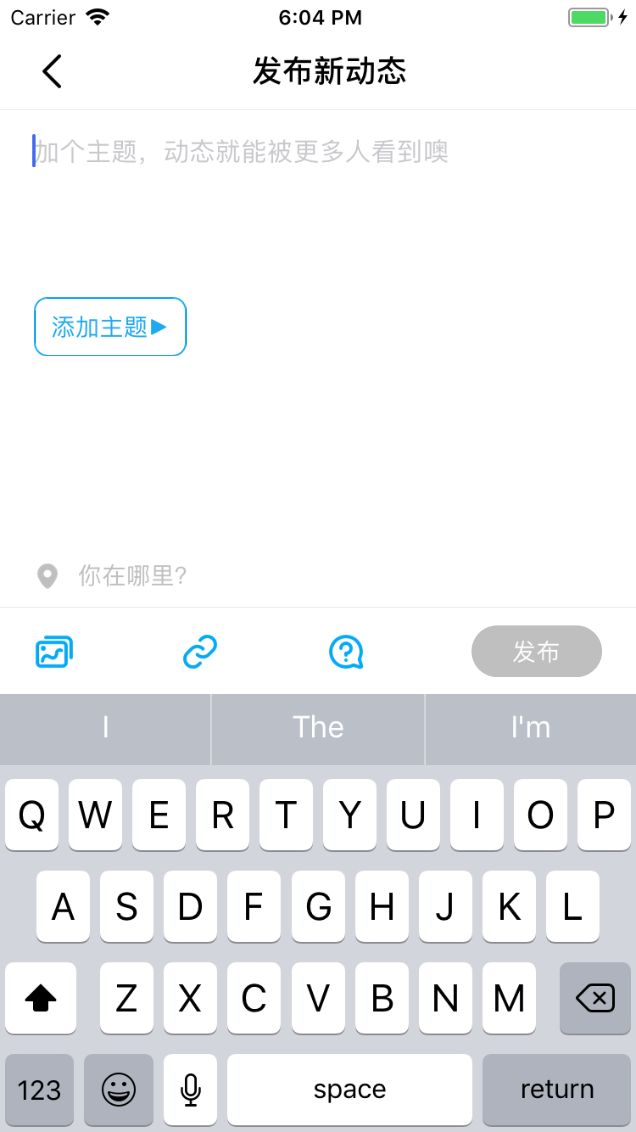 Carrier 6:04 PM
发布新动态
加个主题，动态就能被更多人看到噢
添加主题▶
你在哪里?
发布
I The I'm
Q W E R T Y U I O P
A S D F G H J K L
Z X C V B N M
123 space return